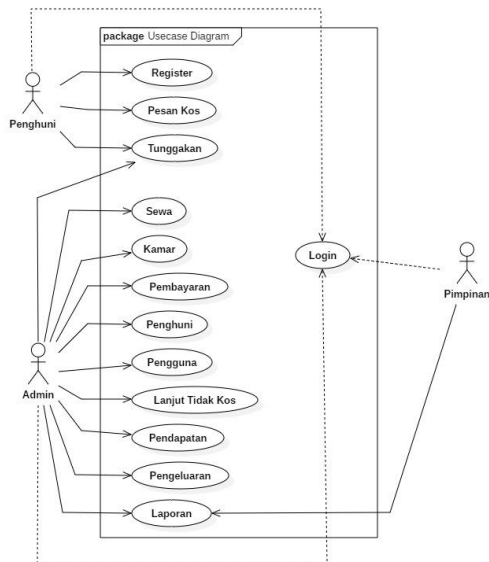 package Usecase Diagram
Register
Penghuni
Pesan Kos
Tunggakan
Sewa
Kamar
Login
Pimpinan
Pembayaran
Penghuni
Admin
Pengguna
Lanjut Tidak Kos
Pendapatan
Pengeluaran
Laporan